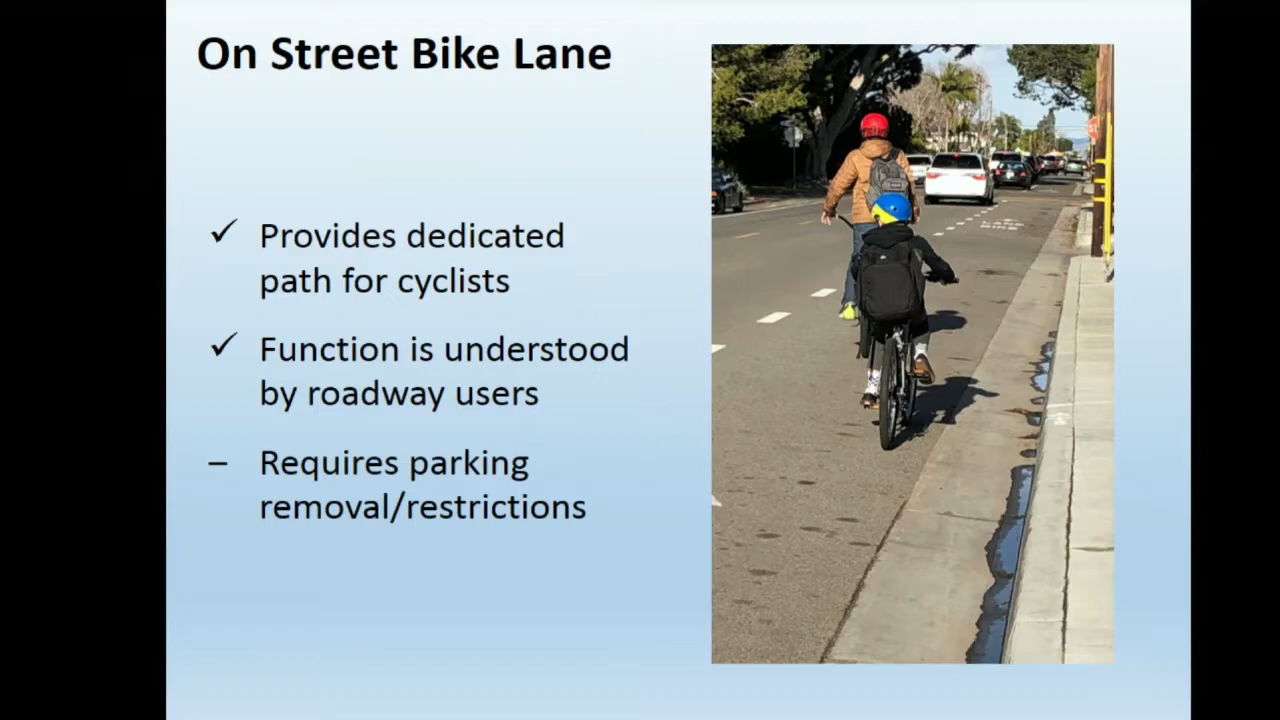 On Street Bike Lane
✓ Provides dedicated
path for cyclists
✓ Function is understood
by roadway users
– Requires parking
removal/restrictions